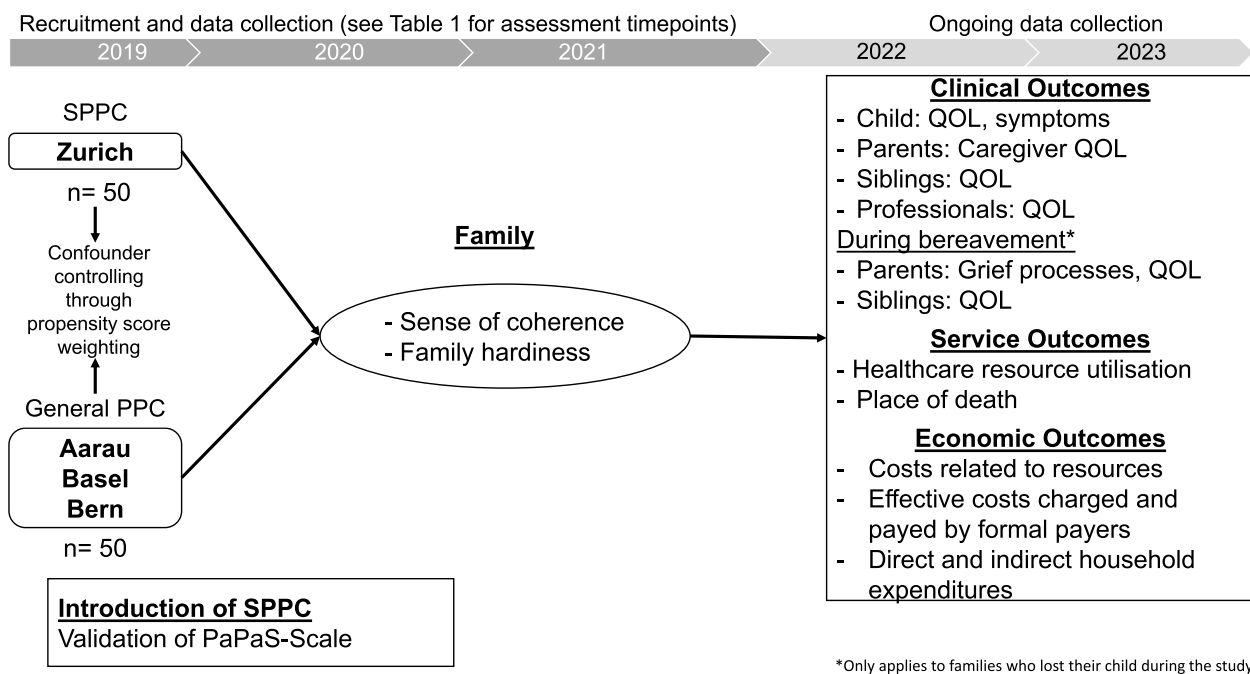 Recruitment and data collection (see Table 1 for assessment timepoints)
Ongoing data collection
2019
2020
2021
2022
2023
SPPC
Zurich
n= 50
Confounder
controlling
through
propensity score
weighting
General PPC
Aarau
Basel
Bern
n= 50
Introduction of SPPC
Validation of PaPaS-Scale
Family
- Sense of coherence
- Family hardiness
Clinical Outcomes
- Child: QOL, symptoms
- Parents: Caregiver QOL
- Siblings: QOL
- Professionals: QOL
During bereavement*
- Parents: Grief processes, QOL
- Siblings: QOL
Service Outcomes
- Healthcare resource utilisation
- Place of death
Economic Outcomes
- Costs related to resources
- Effective costs charged and
payed by formal payers
- Direct and indirect household
expenditures
*Only applies to families who lost their child during the study